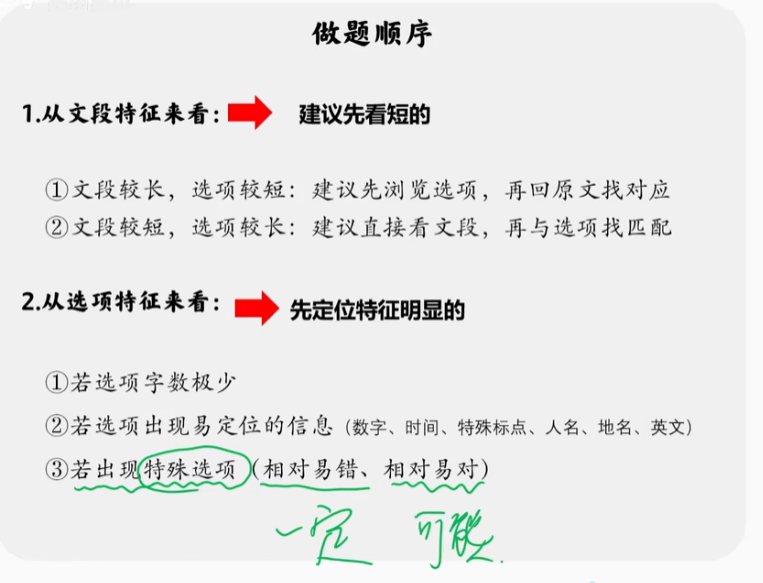 做题顺序
1.从文段特征来看： 建议先看短的
①文段较长，选项较短：建议先浏览选项，再回原文找对应
②文段较短，选项较长：建议直接看文段，再与选项找匹配
2.从选项特征来看： 先定位特征明显的
①若选项字数极少
②若选项出现易定位的信息（数字、时间、特殊标点、人名、地名、英文）
③若出现特殊选项（相对易错、相对易对）
一定 可能